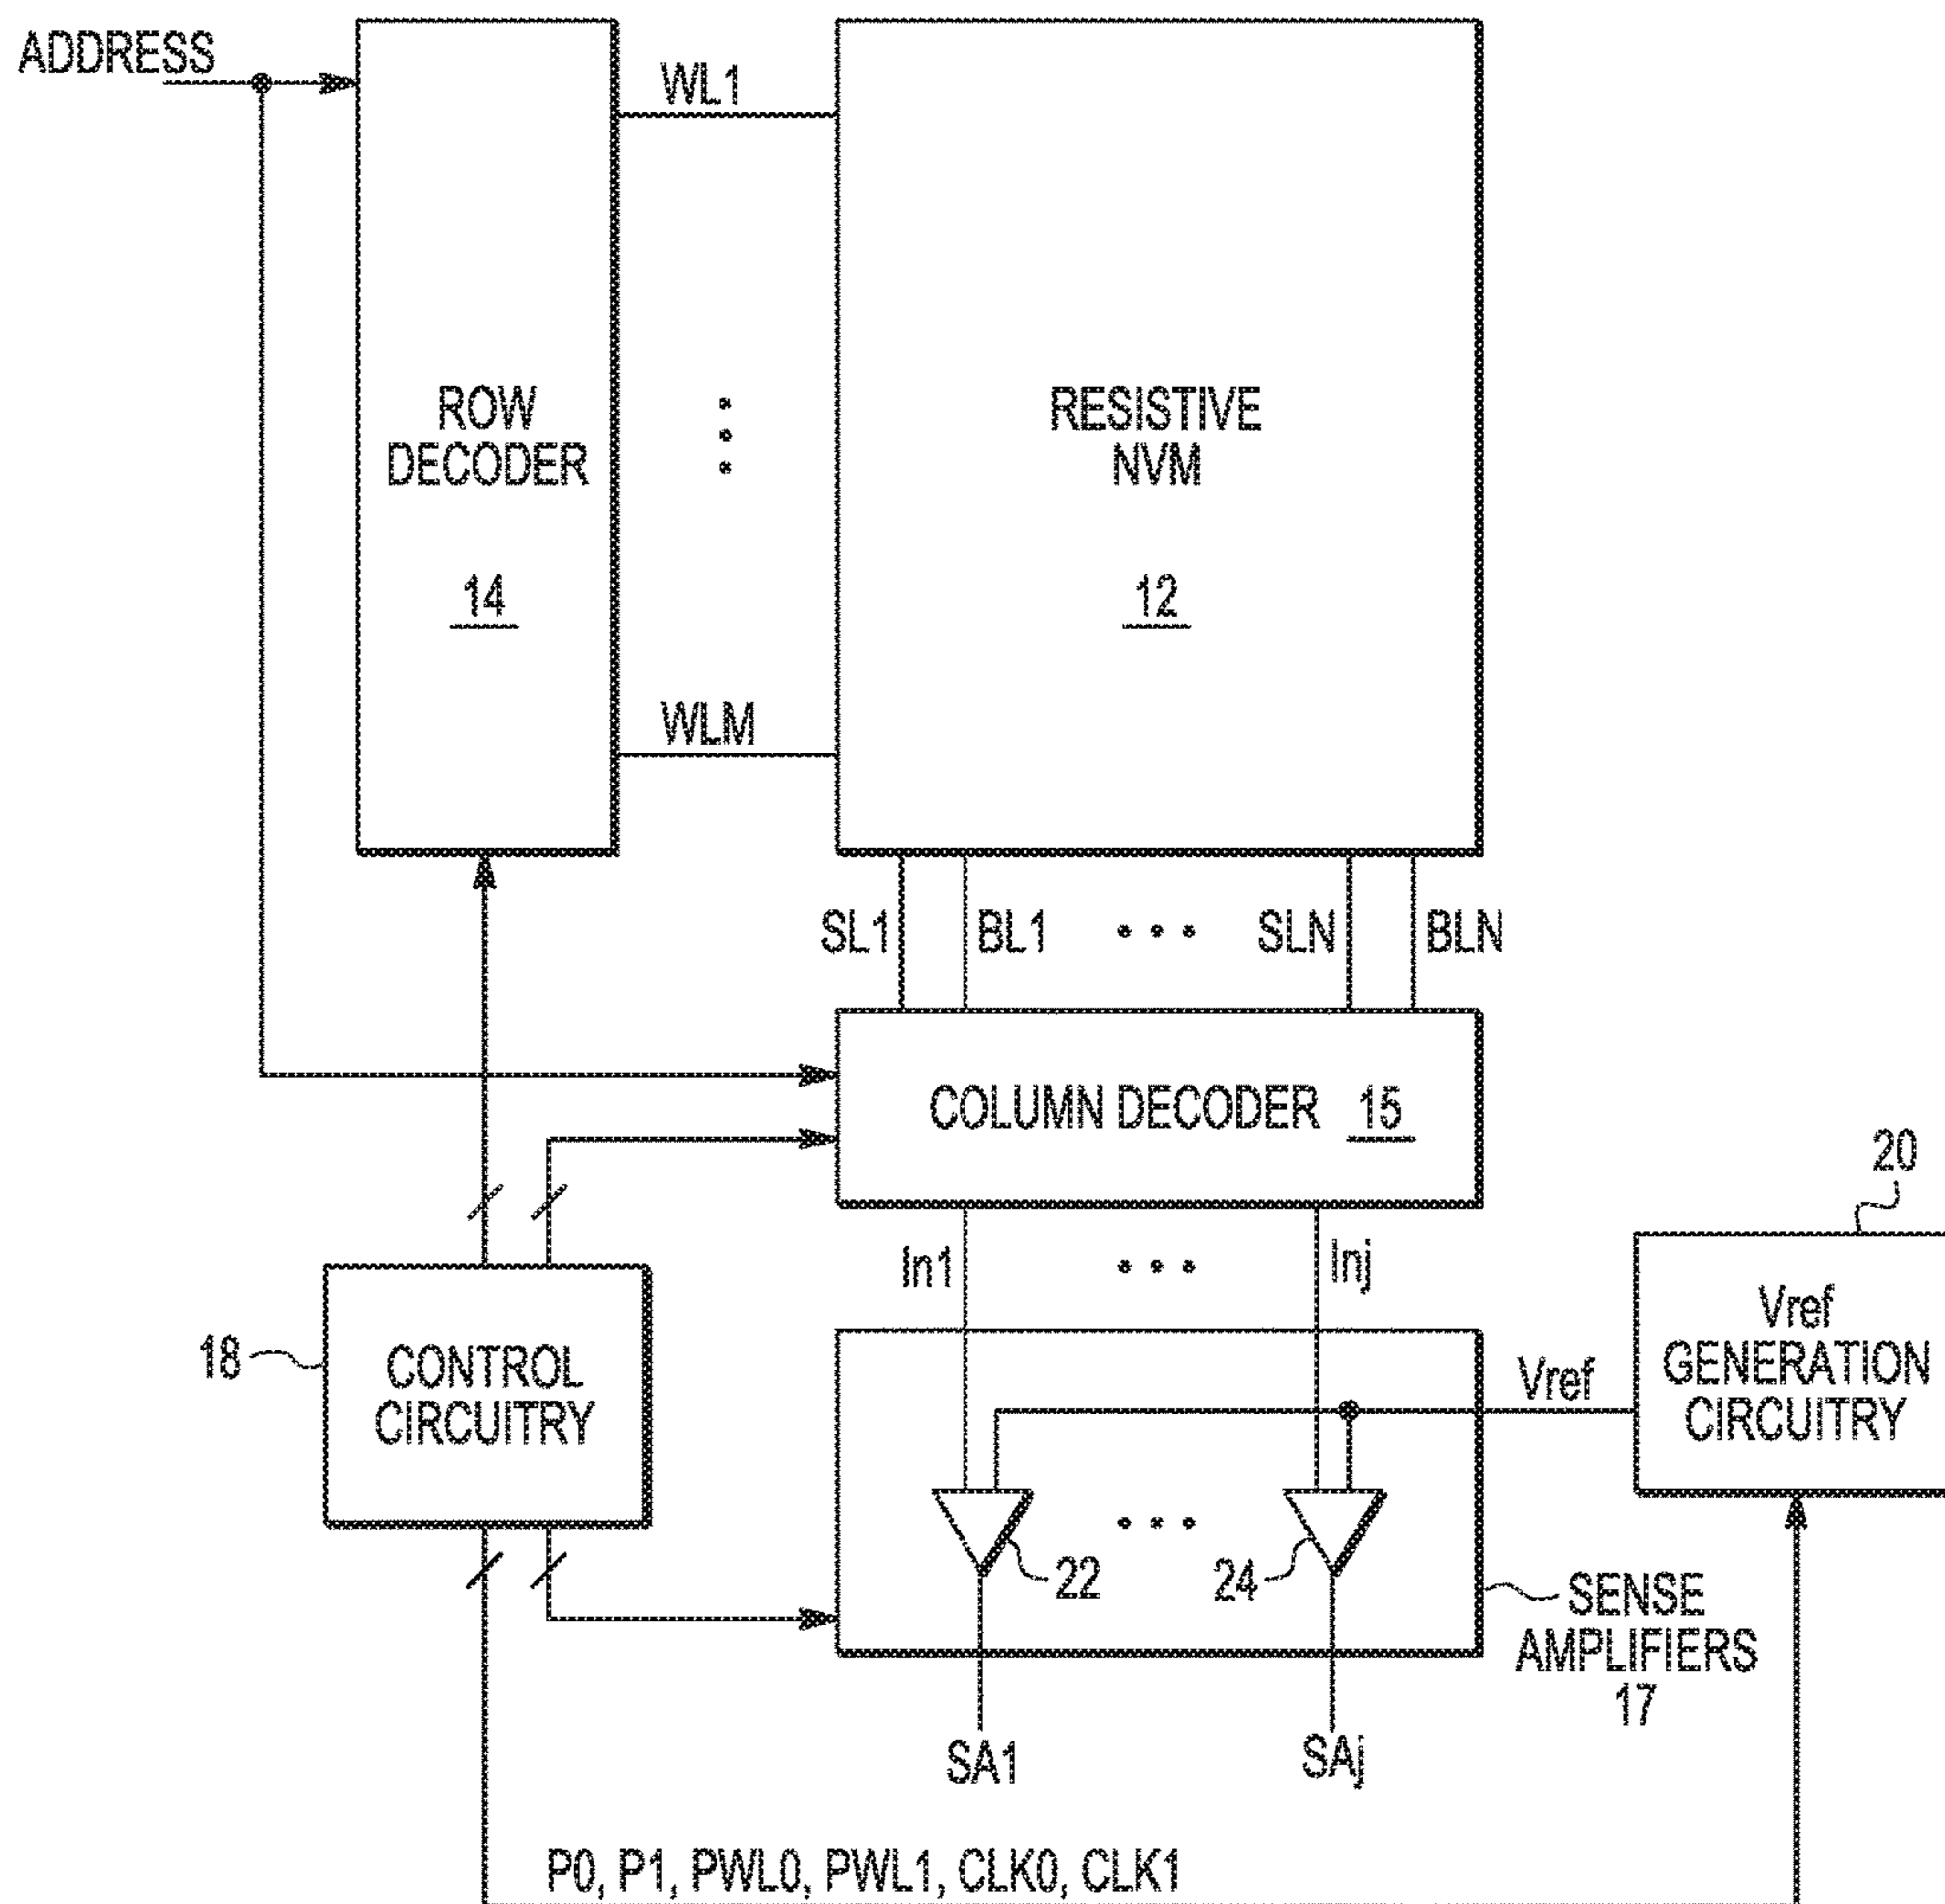 ADDRESS
WL1
ROW
DECODER
14
RESISTIVE
NVM
12
WLM
SL1
BL1
SLN
BLN
COLUMN DECODER 15
In1
Inj
20
Vref
GENERATION
CIRCUITRY
Vref
18
CONTROL
CIRCUITRY
22
24
SENSE
AMPLIFIERS
17
SA1
SAj
P0, P1, PWL0, PWL1, CLK0, CLK1